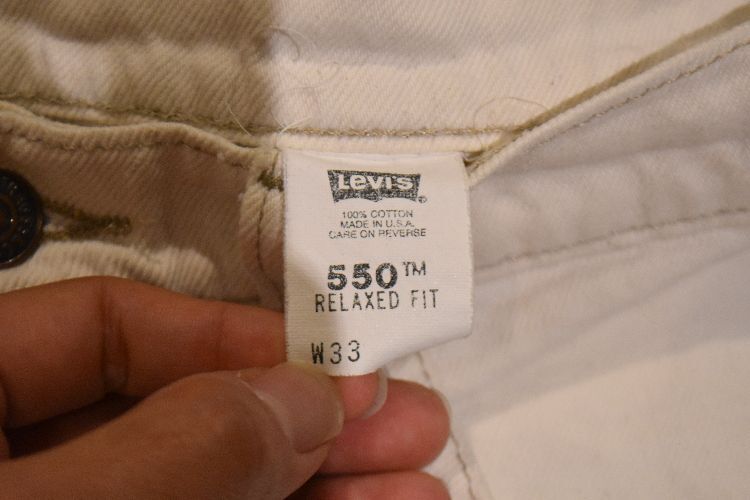 Levi's®
100% COTTON
MADE IN U.S.A.
CARE ON REVERSE
550™
RELAXED FIT
W33